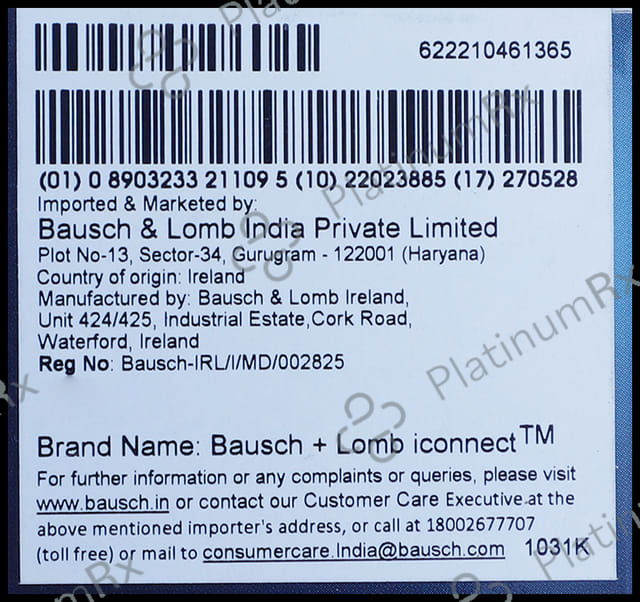 622210461365
(01) 0 8903233 21109 5 (10) 22023885 (17) 270528
Imported & Marketed by:
Bausch & Lomb India Private Limited
Plot No-13, Sector-34, Gurugram - 122001 (Haryana)
Country of origin: Ireland
Manufactured by: Bausch & Lomb Ireland,
Unit 424/425, Industrial Estate,Cork Road,
Waterford, Ireland
Reg No: Bausch-IRL/I/MD/002825
Brand Name: Bausch + Lomb iconnect™
For further information or any complaints or queries, please visit
www.bausch.in or contact our Customer Care Executive at the
above mentioned importer's address, or call at 18002677707
(toll free) or mail to consumercare.India@bausch.com 1031K
PlatinumRx
PlatinumRx
PlatinumRx